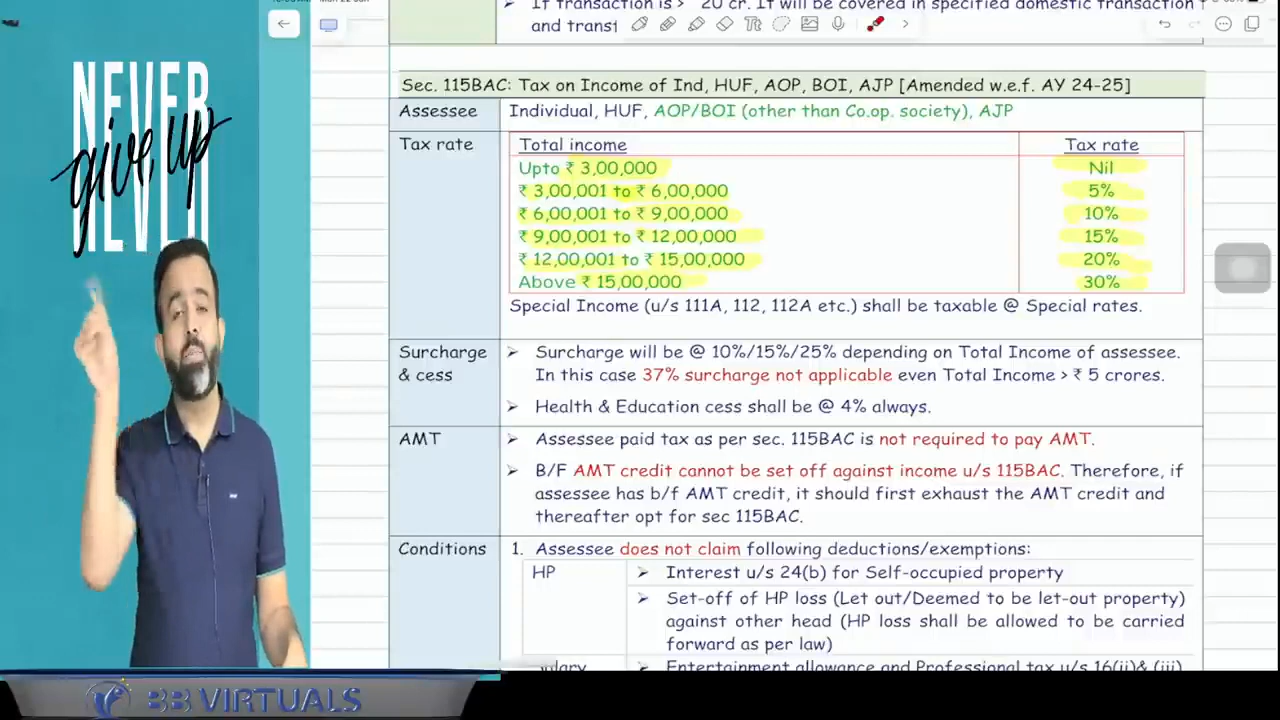 NEVER
give up
NEVER
If transaction is > 20 cr. It will be covered in specified domestic transaction
and
Sec. 115BAC: Tax on Income of Ind, HUF, AOP, BOI, AJP [Amended w.e.f. AY 24-25]
Assessee Individual, HUF, AOP/BOI (other than Co.op. society), AJP
Tax rate Total income Tax rate
Upto ₹ 3,00,000 Nil
₹ 3,00,001 to ₹ 6,00,000 5%
₹ 6,00,001 to ₹ 9,00,000 10%
₹ 9,00,001 to ₹ 12,00,000 15%
₹ 12,00,001 to ₹ 15,00,000 20%
Above ₹ 15,00,000 30%
Special Income (u/s 111A, 112, 112A etc.) shall be taxable @ Special rates.
Surcharge & cess
➢ Surcharge will be @ 10%/15%/25% depending on Total Income of assessee.
In this case 37% surcharge not applicable even Total Income > ₹ 5 crores.
➢ Health & Education cess shall be @ 4% always.
AMT ➢ Assessee paid tax as per sec. 115BAC is not required to pay AMT.
➢ B/F AMT credit cannot be set off against income u/s 115BAC. Therefore, if
assessee has b/f AMT credit, it should first exhaust the AMT credit and
thereafter opt for sec 115BAC.
Conditions 1. Assessee does not claim following deductions/exemptions:
HP ➢ Interest u/s 24(b) for Self-occupied property
➢ Set-off of HP loss (Let out/Deemed to be let-out property)
against other head (HP loss shall be allowed to be carried
forward as per law)
➢ Entertainment allowance and Professional tax u/s 16(ii)& (iii)
BB VIRTUALS